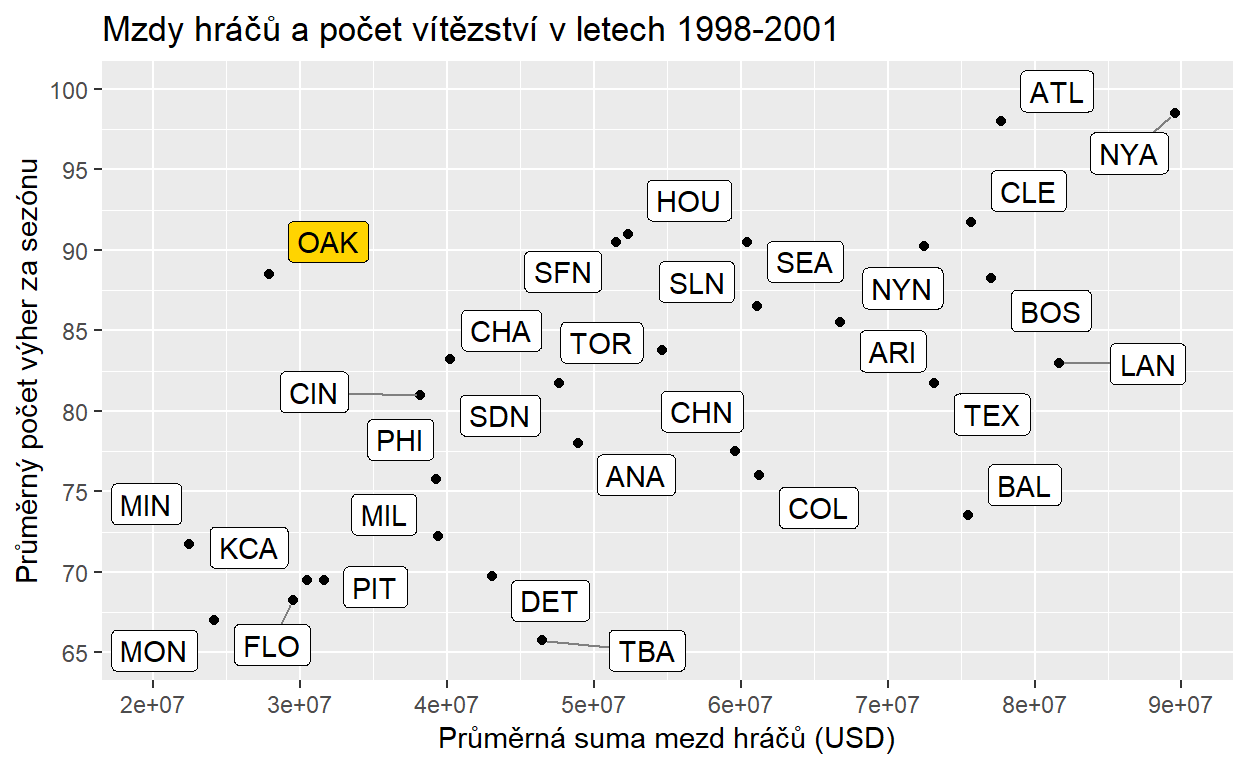 Mzdy hráčů a počet vítězství v letech 1998-2001
Průměrný počet výher za sezónu
100
95
90
85
80
75
70
65
ATL
NYA
CLE
HOU
OAK
SFN
SEA
SLN
NYN
BOS
CHA
TOR
ARI
LAN
CIN
SDN
CHN
TEX
PHI
ANA
BAL
MIN
MIL
COL
KCA
PIT
DET
FLO
MON
TBA
2e+07 3e+07 4e+07 5e+07 6e+07 7e+07 8e+07 9e+07
Průměrná suma mezd hráčů (USD)